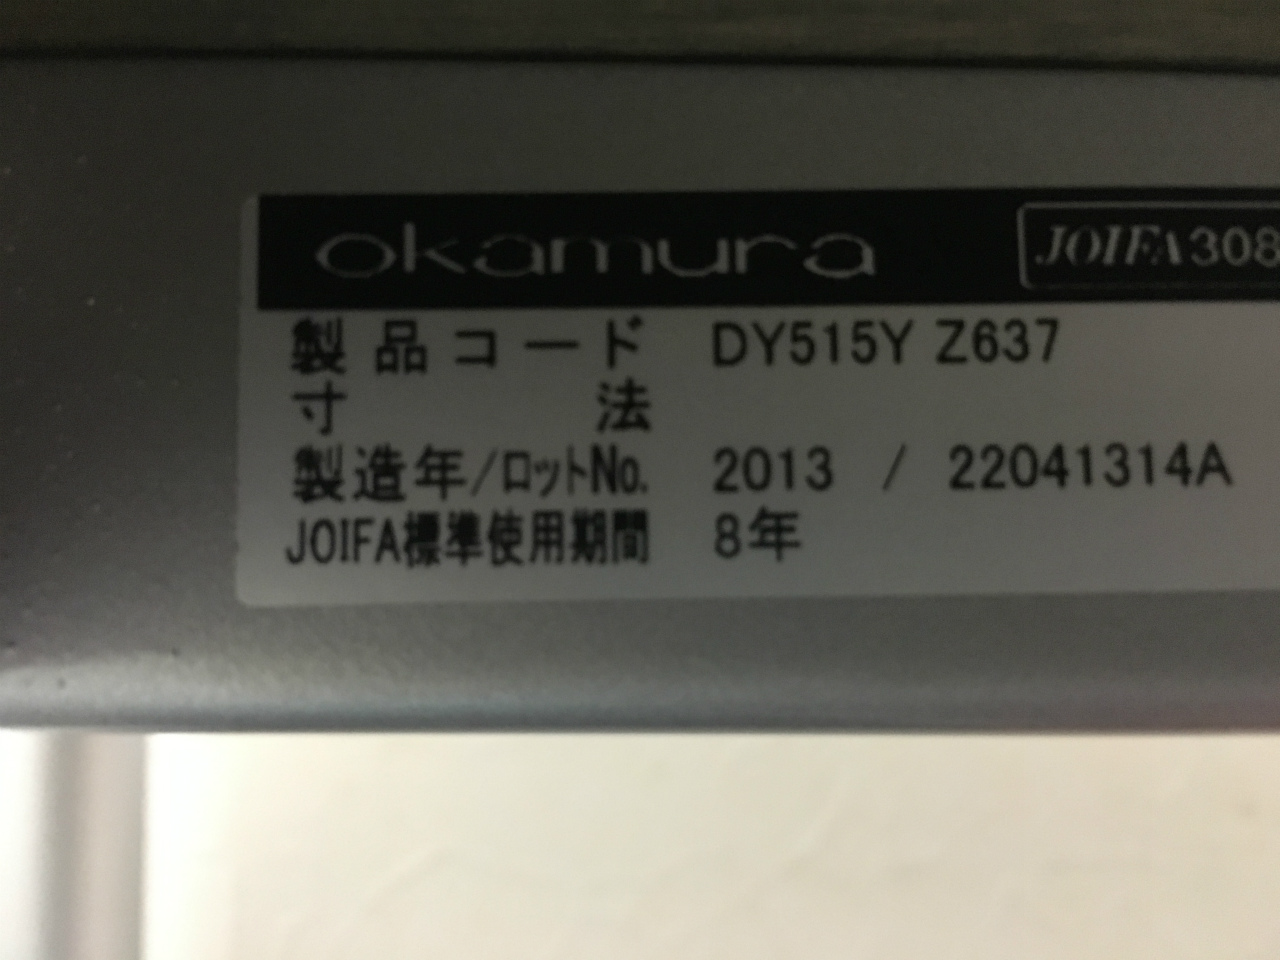 okamura JOIFA308
製品コード DY515Y Z637
寸法
製造年/ロットNo. 2013 / 22041314A
JOIFA標準使用期間 8年